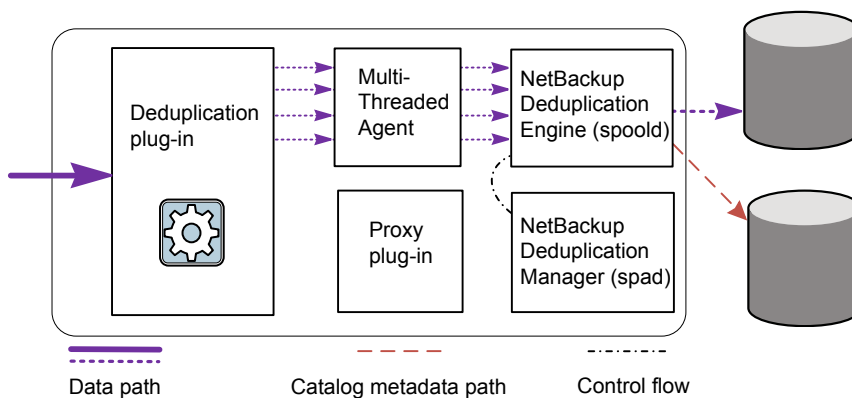 Deduplication
plug-in
Multi-
Threaded
Agent
NetBackup
Deduplication
Engine (spoold)
Proxy
plug-in
NetBackup
Deduplication
Manager (spad)
Data path
Catalog metadata path
Control flow